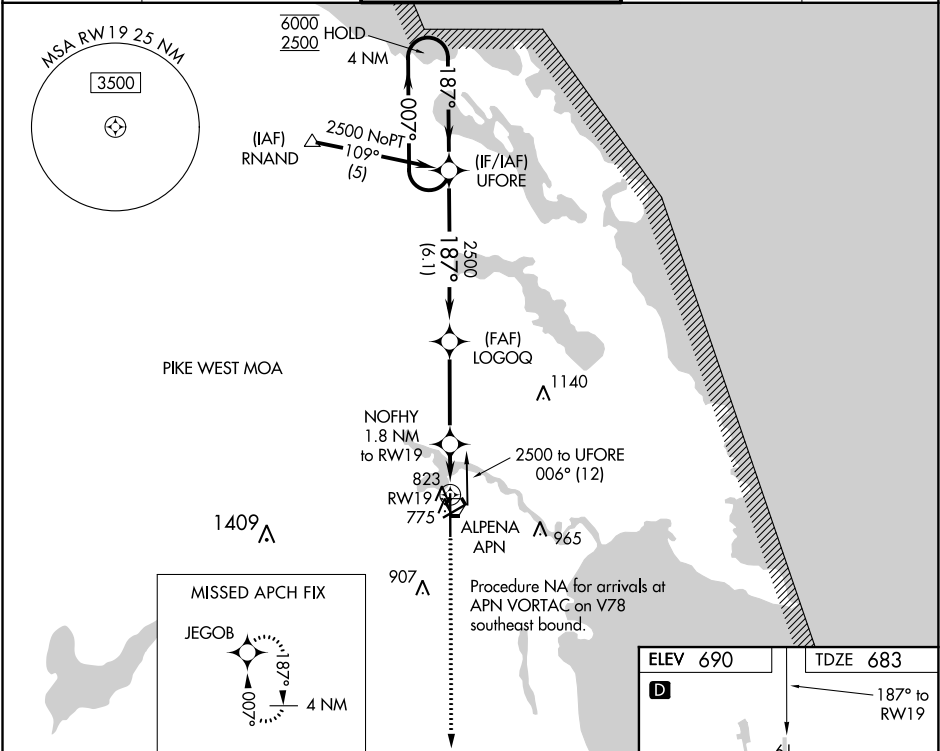 MSA RW 19 25 NM
3500
6000
2500
HOLD
4 NM
187°
007°
(IAF)
RNAND
2500 NoPT
109°
(5)
(IF/IAF)
UFORE
2500
187°
(6.1)
(FAF)
LOGOQ
PIKE WEST MOA
1140
NOFHY
1.8 NM
to RW19
2500 to UFORE
006° (12)
823
RW19
775
ALPENA
APN
965
1409
907
Procedure NA for arrivals at
APN VORTAC on V78
southeast bound.
MISSED APCH FIX
JEGOB
187°
007°
4 NM
ELEV 690
TDZE 683
D
187° to
RW19